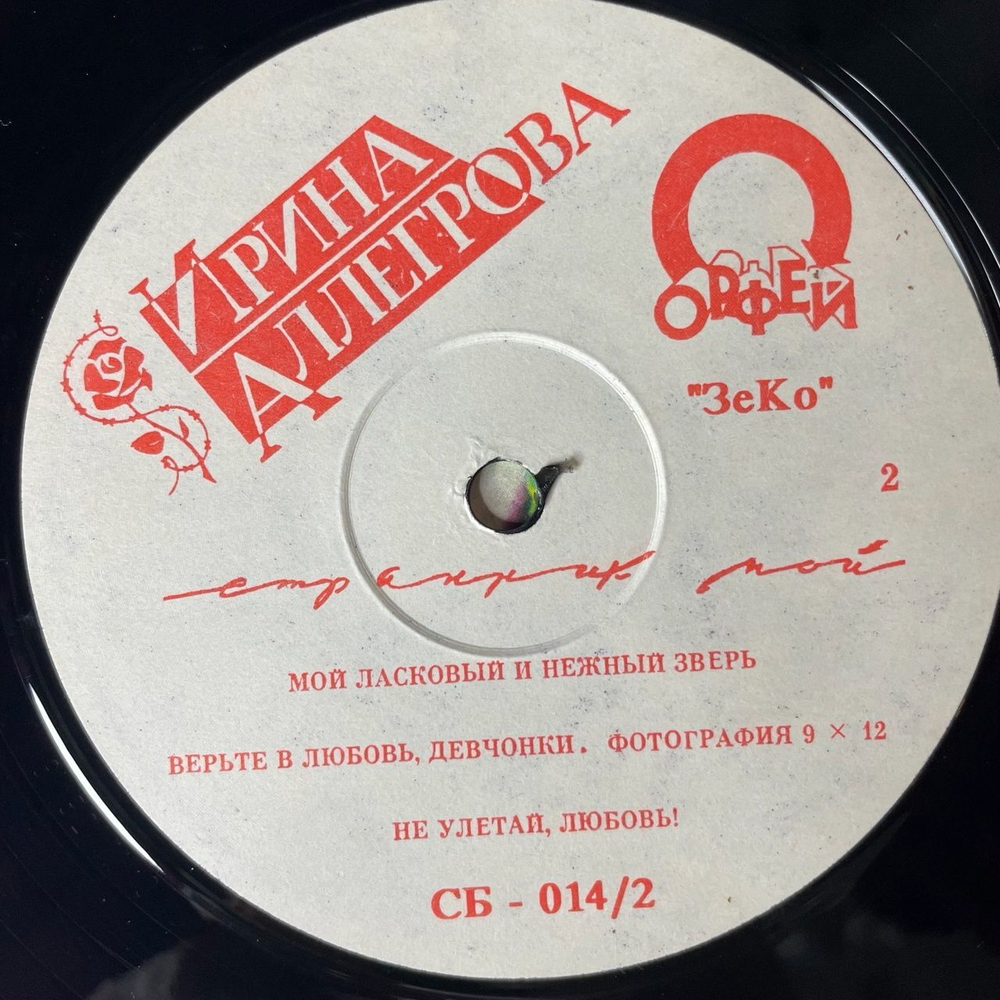 ИРИНА
АЛЛЕГРОВА
ОРФЕЙ
"ЗеКо"
2
странник мой
МОЙ ЛАСКОВЫЙ И НЕЖНЫЙ ЗВЕРЬ
ВЕРЬТЕ В ЛЮБОВЬ, ДЕВЧОНКИ. ФОТОГРАФИЯ 9 × 12
НЕ УЛЕТАЙ, ЛЮБОВЬ!
СБ - 014/2